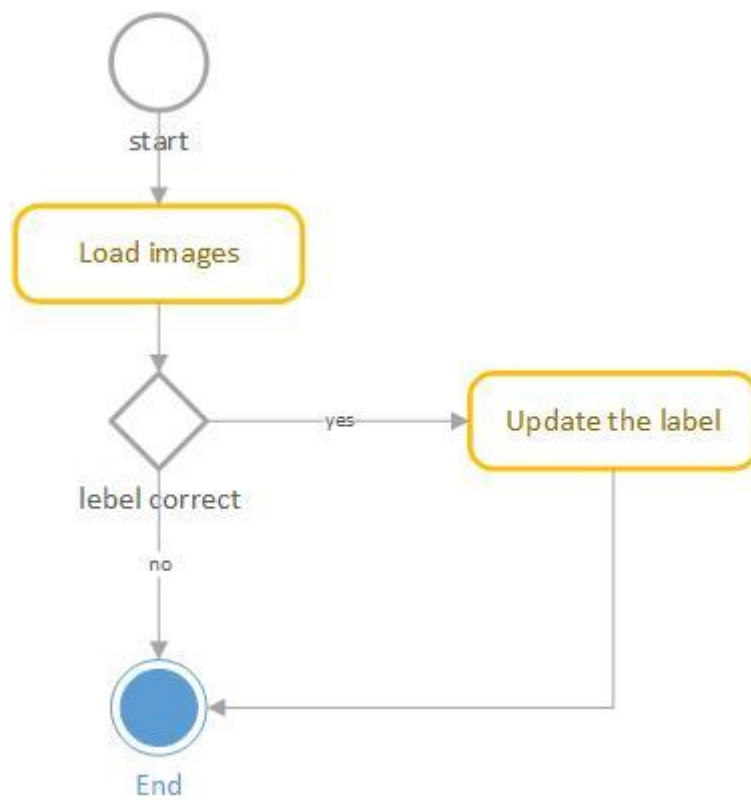 start
Load images
yes
Update the label
lebel correct
no
End